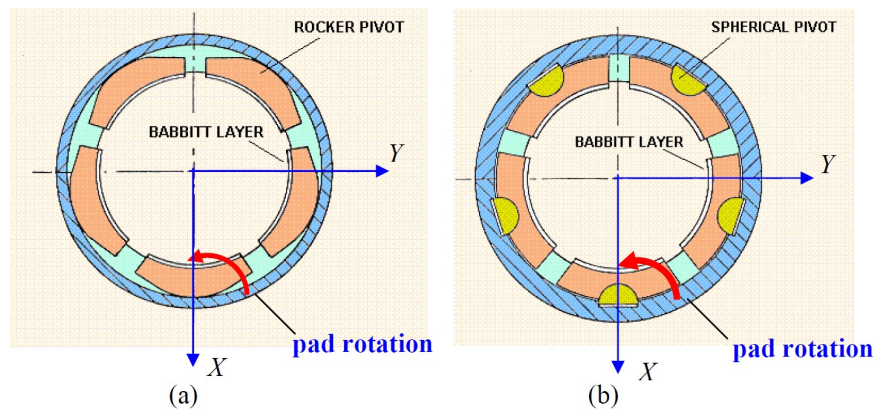 ROCKER PIVOT
BABBITT LAYER
Y
pad rotation
X
(a)
SPHERICAL PIVOT
BABBITT LAYER
Y
pad rotation
X
(b)